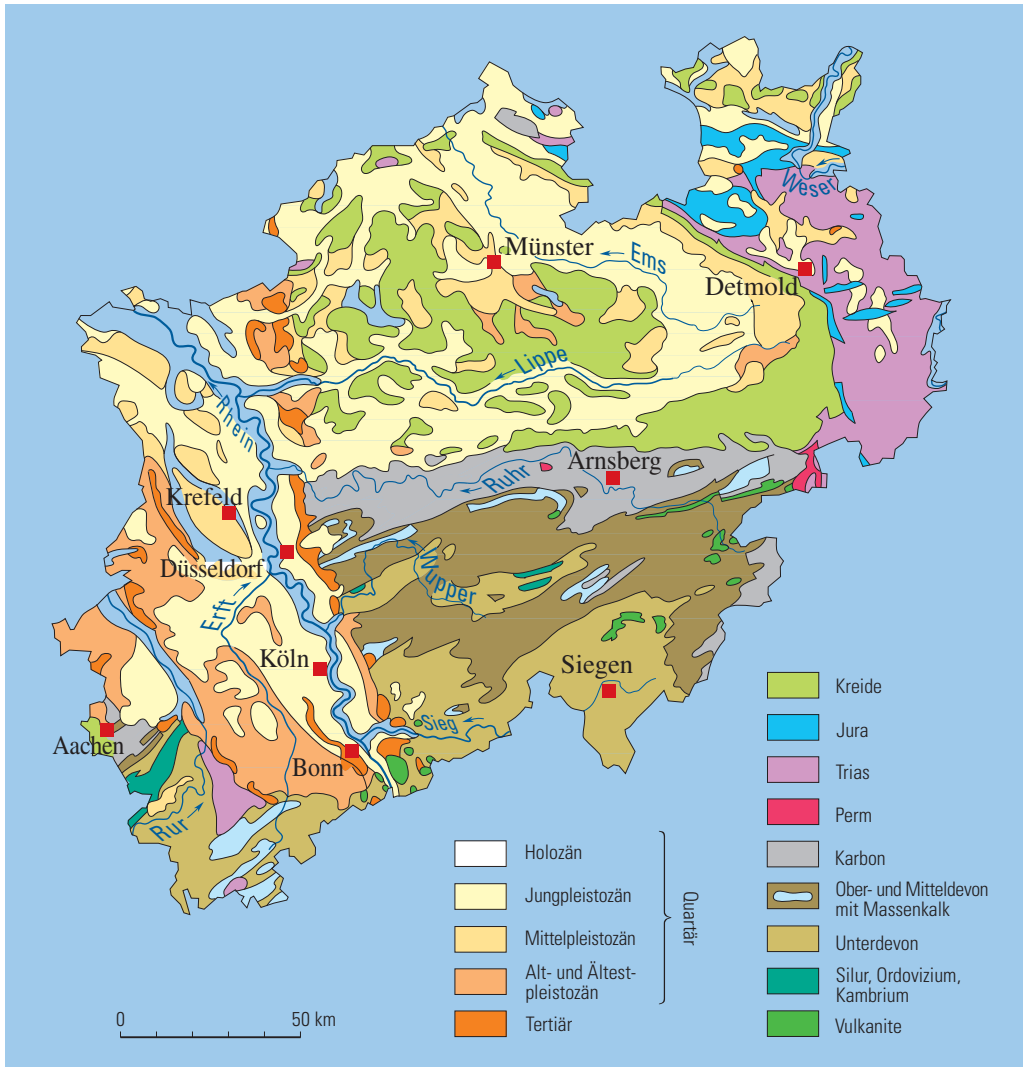 Weser
Münster
Ems
Detmold
Lippe
Rhein
Arnsberg
Ruhr
Krefeld
Düsseldorf
Wupper
Erft
Köln
Siegen
Sieg
Aachen
Bonn
Rur
Holozän
Jungpleistozän
Mittelpleistozän
Alt- und Ältest-
pleistozän
Tertiär
Quartär
Kreide
Jura
Trias
Perm
Karbon
Ober- und Mitteldevon
mit Massenkalk
Unterdevon
Silur, Ordovizium,
Kambrium
Vulkanite
0 50 km